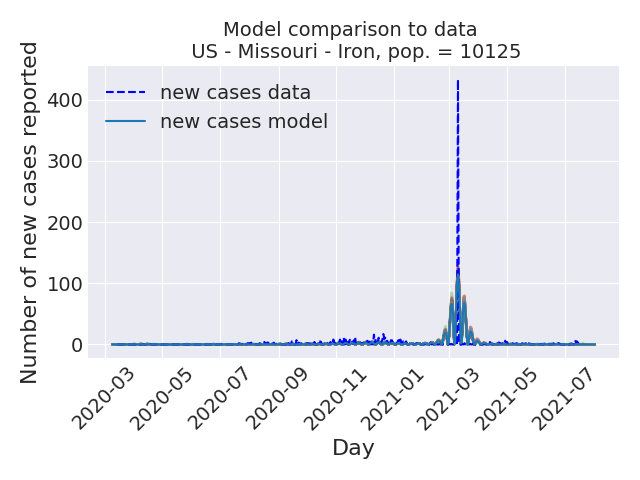 Model comparison to data
US - Missouri - Iron, pop. = 10125
Number of new cases reported
400
300
200
100
0
new cases data
new cases model
2020-03
2020-05
2020-07
2020-09
2020-11
2021-01
2021-03
2021-05
2021-07
Day